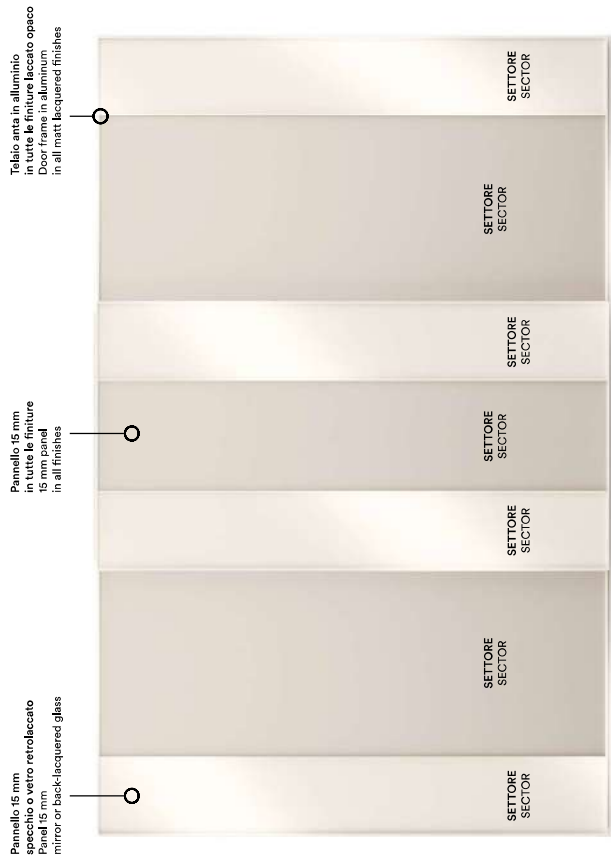 Pannello 15 mm
specchio o vetro retrolaccato
Panel 15 mm
mirror or back-lacquered glass
Pannello 15 mm
in tutte le finiture
15 mm panel
in all finishes
Telaio anta in alluminio
in tutte le finiture laccato opaco
Door frame in aluminum
in all matt lacquered finishes
SETTORE
SECTOR
SETTORE
SECTOR
SETTORE
SECTOR
SETTORE
SECTOR
SETTORE
SECTOR
SETTORE
SECTOR
SETTORE
SECTOR